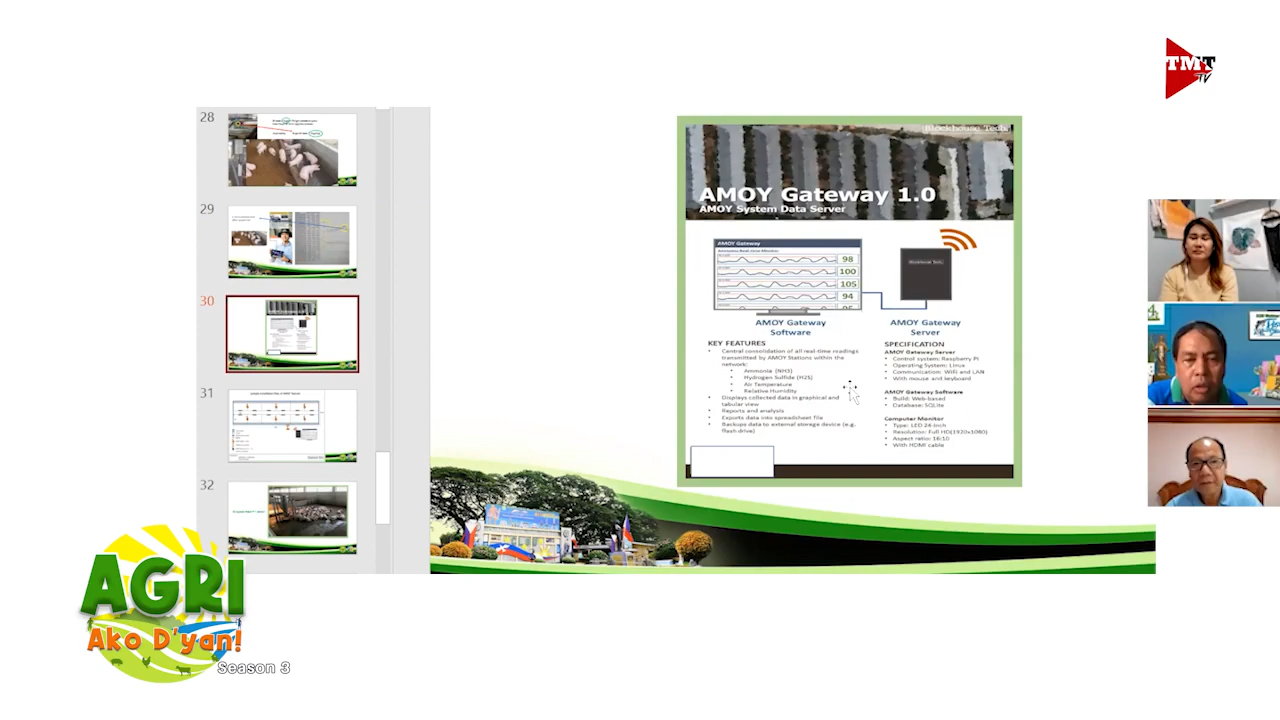 TMT
TV
28
29
30
31
32
Blockhouse Tech.
AMOY Gateway 1.0
AMOY System Data Server
AMOY Gateway
98
100
105
94
95
AMOY Gateway
Software
Blockhouse Tech.
AMOY Gateway
Server
KEY FEATURES
• Central consolidation of all real-time readings
transmitted by AMOY Stations within the
network:
• Ammonia (NH3)
• Hydrogen Sulfide (H2S)
• Air Temperature
• Relative Humidity
• Displays collected data in graphical and
tabular view
• Reports and analysis
• Exports data into spreadsheet file
• Backups data to external storage device (e.g.
flash drive)
SPECIFICATION
AMOY Gateway Server
• Control system: Raspberry Pi
• Operating System: Linux
• Communication: WiFi and LAN
• With mouse and keyboard
AMOY Gateway Software
• Build: Web-based
• Database: SQLite
Computer Monitor
• Type: LED 24-inch
• Resolution: Full HD(1920x1080)
• Aspect ratio: 16:10
• With HDMI cable
AGRI
Ako D'yan!
Season 3